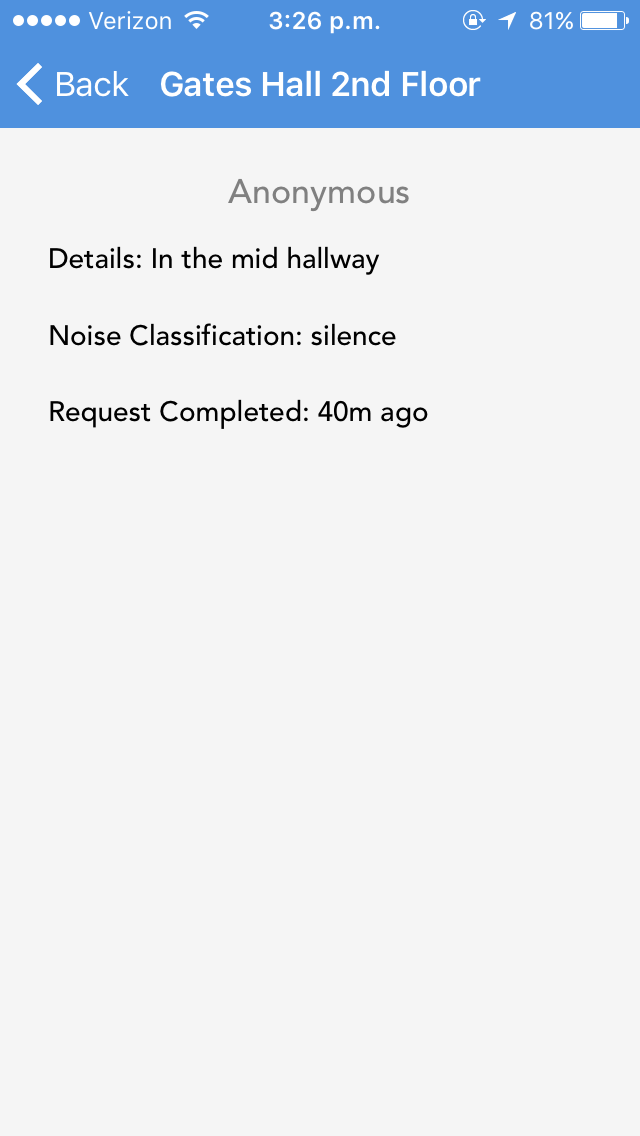 Verizon 3:26 p.m. 81%
Back Gates Hall 2nd Floor
Anonymous
Details: In the mid hallway
Noise Classification: silence
Request Completed: 40m ago